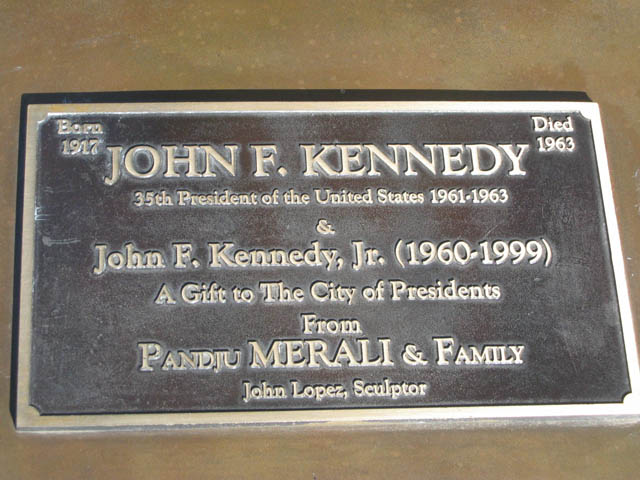 Born 1917
Died 1963
JOHN F. KENNEDY
35th President of the United States 1961-1963
&
John F. Kennedy, Jr. (1960-1999)
A Gift to The City of Presidents
From
PANDJU MERALI & FAMILY
John Lopez, Sculptor